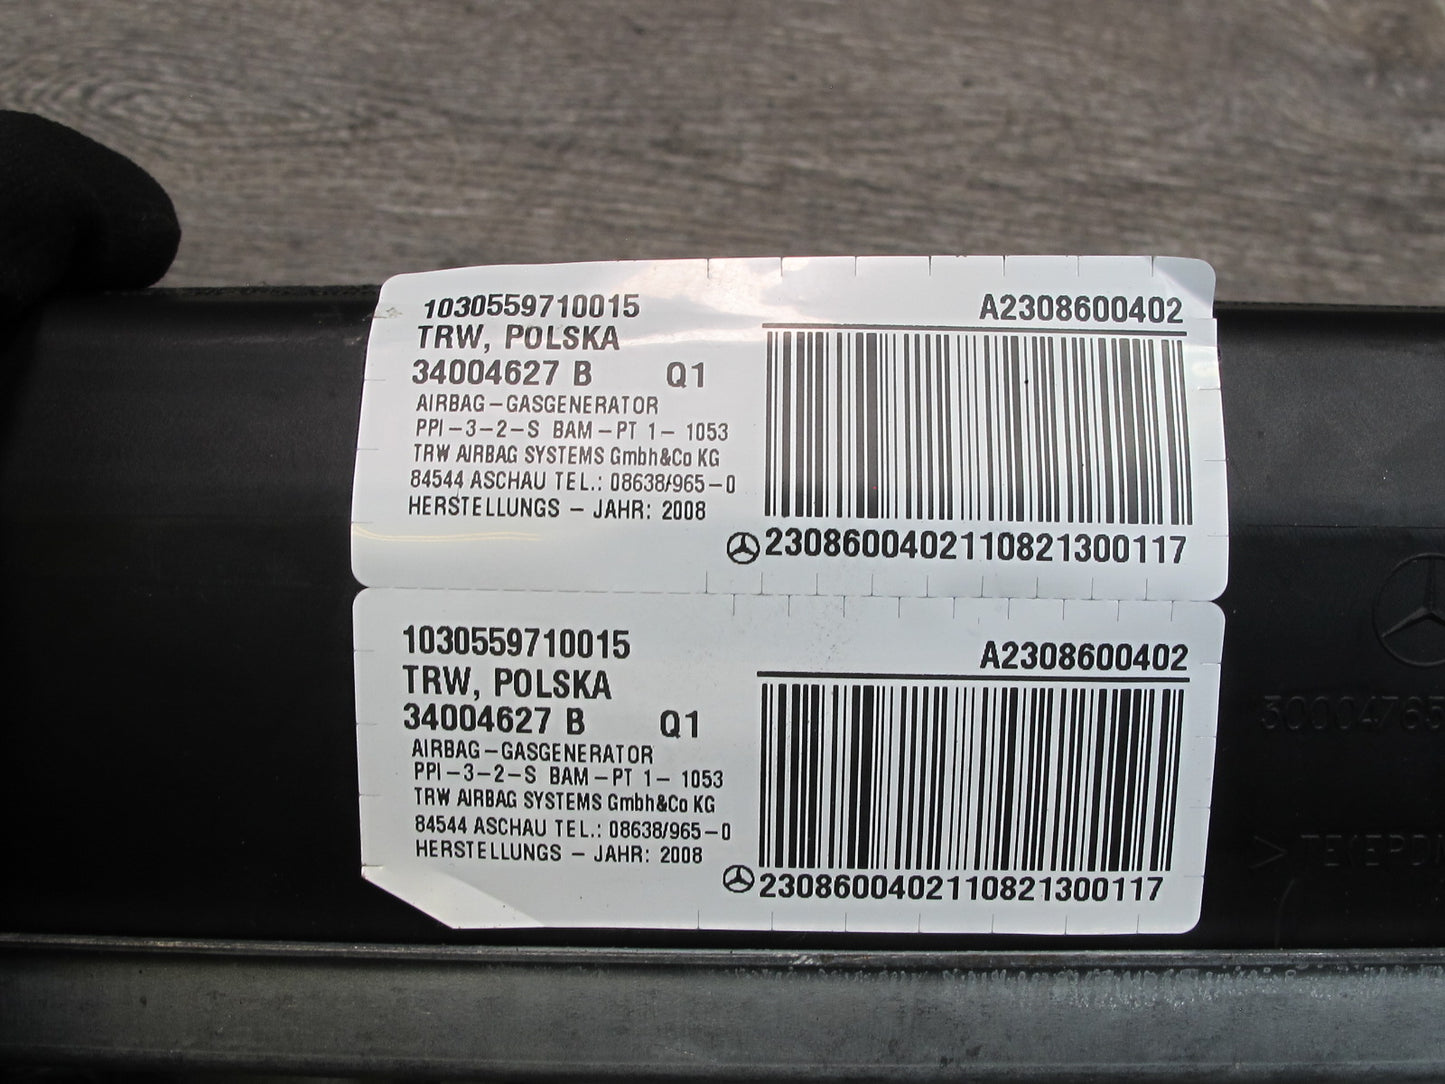 1030559710015
A2308600402
TRW, POLSKA
34004627 B Q1
AIRBAG-GASGENERATOR
PPI-3-2-S BAM-PT 1- 1053
TRW AIRBAG SYSTEMS Gmbh&Co KG
84544 ASCHAU TEL.: 08638/965-0
HERSTELLUNGS - JAHR: 2008
2308600402110821300117
1030559710015
A2308600402
TRW, POLSKA
34004627 B Q1
AIRBAG-GASGENERATOR
PPI-3-2-S BAM-PT 1- 1053
TRW AIRBAG SYSTEMS Gmbh&Co KG
84544 ASCHAU TEL.: 08638/965-0
HERSTELLUNGS - JAHR: 2008
2308600402110821300117